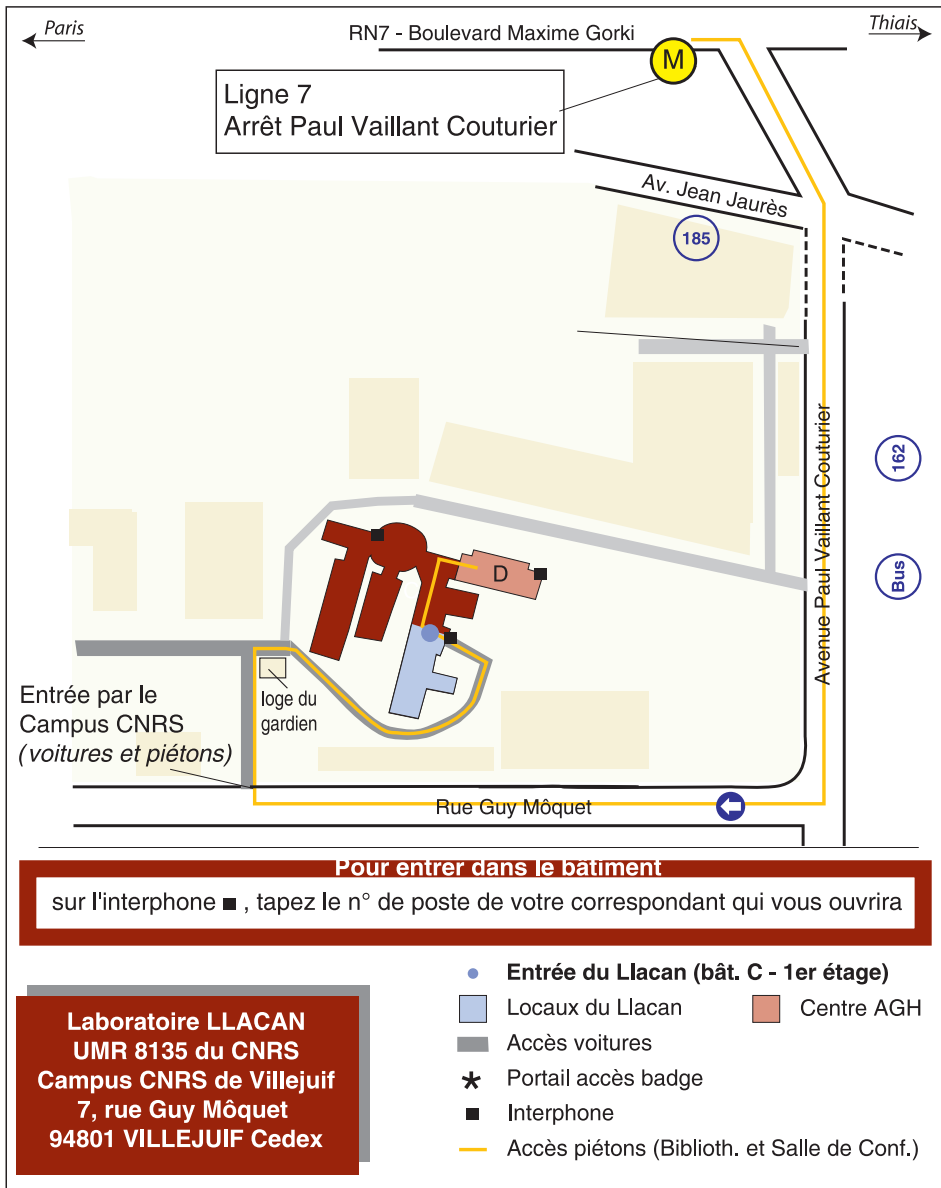 Paris
RN7 - Boulevard Maxime Gorki
Thiais
M
Ligne 7
Arrêt Paul Vaillant Couturier
Av. Jean Jaurès
185
Avenue Paul Vaillant Couturier
162
Bus
D
Entrée par le
Campus CNRS
(voitures et piétons)
loge du
gardien
Rue Guy Môquet
Pour entrer dans le bâtiment
sur l'interphone ■ , tapez le n° de poste de votre correspondant qui vous ouvrira
Laboratoire LLACAN
UMR 8135 du CNRS
Campus CNRS de Villejuif
7, rue Guy Môquet
94801 VILLEJUIF Cedex
Entrée du Llacan (bât. C - 1er étage)
Locaux du Llacan
Centre AGH
Accès voitures
Portail accès badge
Interphone
Accès piétons (Biblioth. et Salle de Conf.)